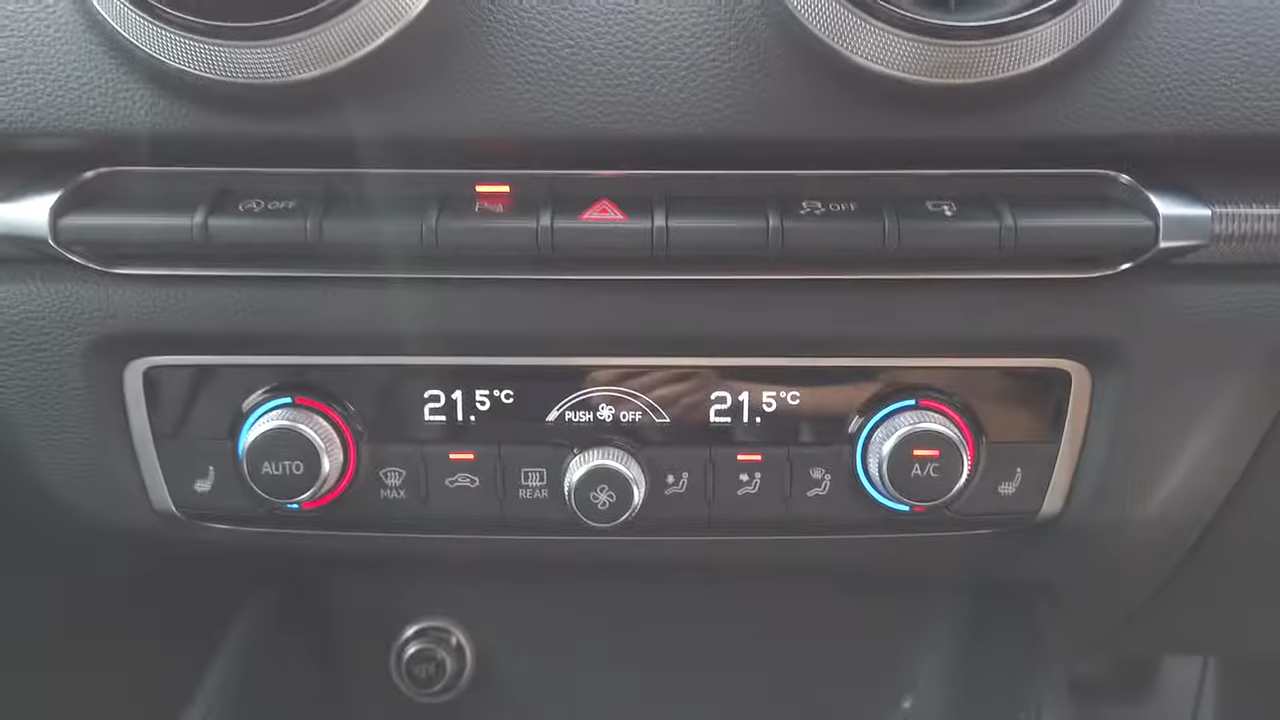 OFF
OFF
21.5°C
PUSH OFF
21.5°C
AUTO
MAX
REAR
A/C